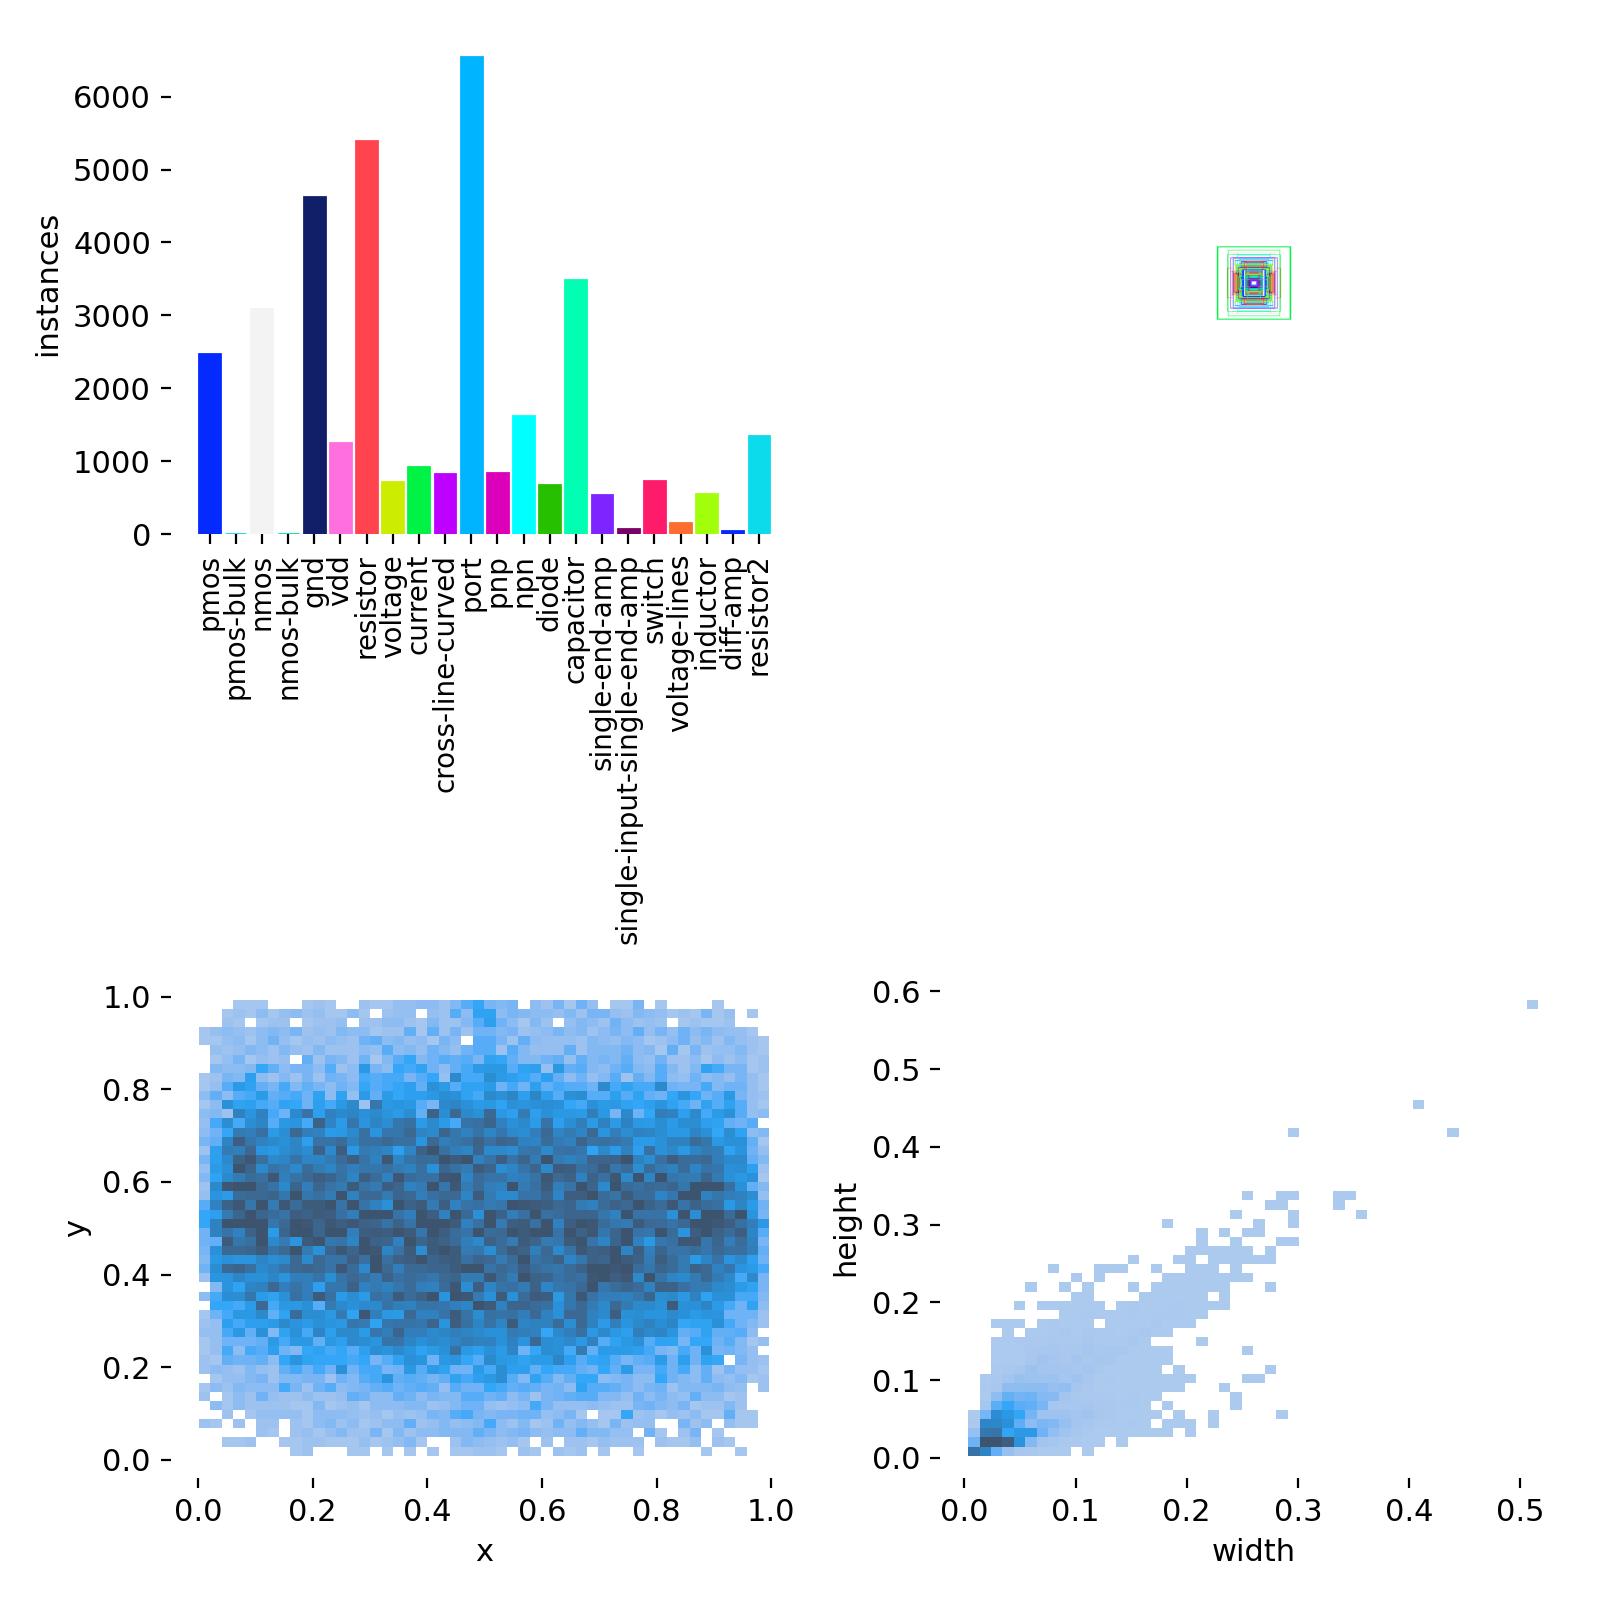 6000
5000
4000
3000
2000
1000
0
instances
pmos
pmos-bulk
nmos
nmos-bulk
gnd
vdd
resistor
voltage
current
cross-line-curved
port
pnp
npn
diode
capacitor
single-end-amp
single-input-single-end-amp
switch
voltage-lines
inductor
diff-amp
resistor2
1.0
0.8
0.6
0.4
0.2
0.0
y
0.0 0.2 0.4 0.6 0.8 1.0
x
0.6
0.5
0.4
0.3
0.2
0.1
0.0
height
0.0 0.1 0.2 0.3 0.4 0.5
width